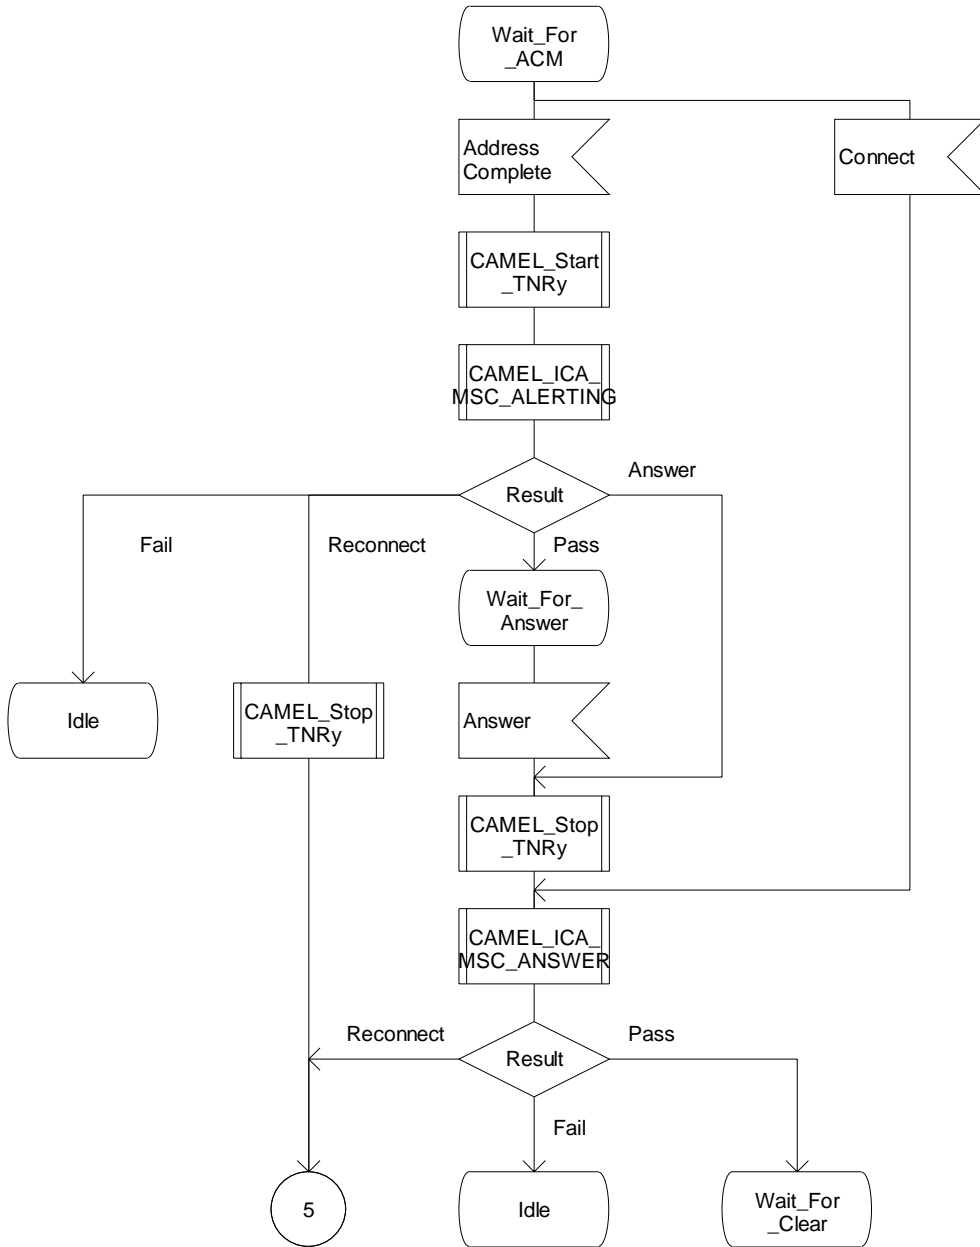 Wait_For
_ACM
Address
Complete
Connect
CAMEL_Start
_TNRy
CAMEL_ICA_
MSC_ALERTING
Result
Answer
Fail
Reconnect
Pass
Wait_For_
Answer
Idle
CAMEL_Stop
_TNRy
Answer
CAMEL_Stop
_TNRy
CAMEL_ICA_
MSC_ANSWER
Reconnect
Result
Pass
Fail
5
Idle
Wait_For
_Clear